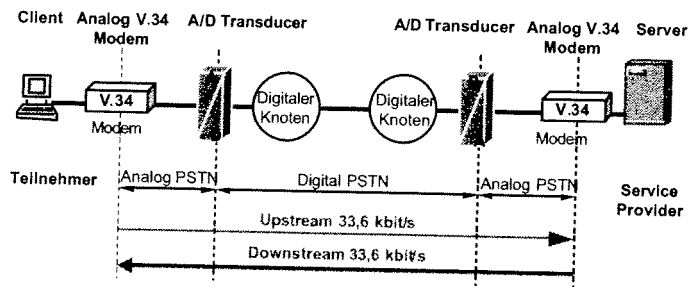 Client
Analog V.34
Modem
A/D Transducer
A/D Transducer
Analog V.34
Modem
Server
V.34
Modem
Digitaler
Knoten
Digitaler
Knoten
V.34
Modem
Teilnehmer
Analog PSTN
Digital PSTN
Analog PSTN
Service
Provider
Upstream 33,6 kbit/s
Downstream 33,6 kbit/s